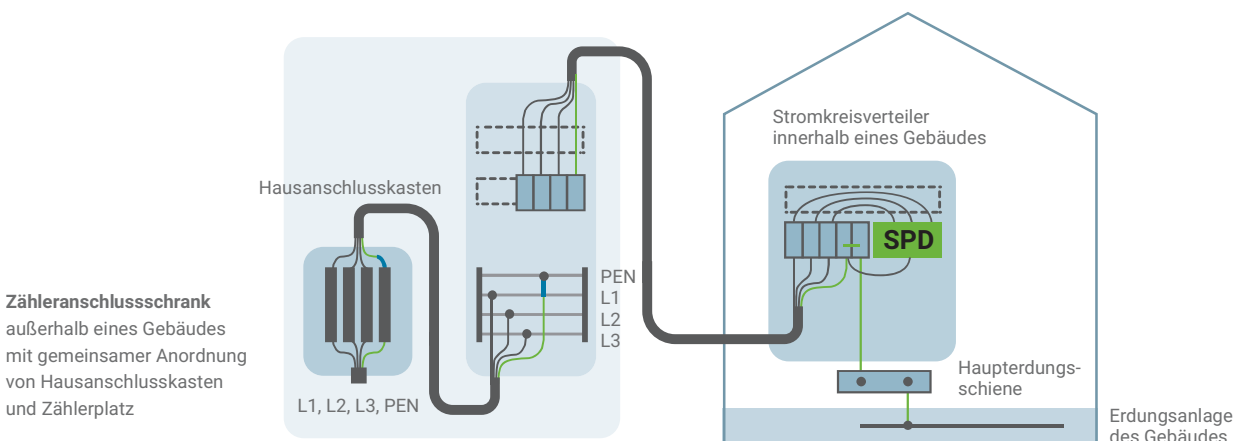 Stromkreisverteiler
innerhalb eines Gebäudes
Hausanschlusskasten
SPD
PEN
L1
L2
L3
Zähleranschlussschrank
außerhalb eines Gebäudes
mit gemeinsamer Anordnung
von Hausanschlusskasten
und Zählerplatz
L1, L2, L3, PEN
Haupterdungs-
schiene
Erdungsanlage
des Gebäudes